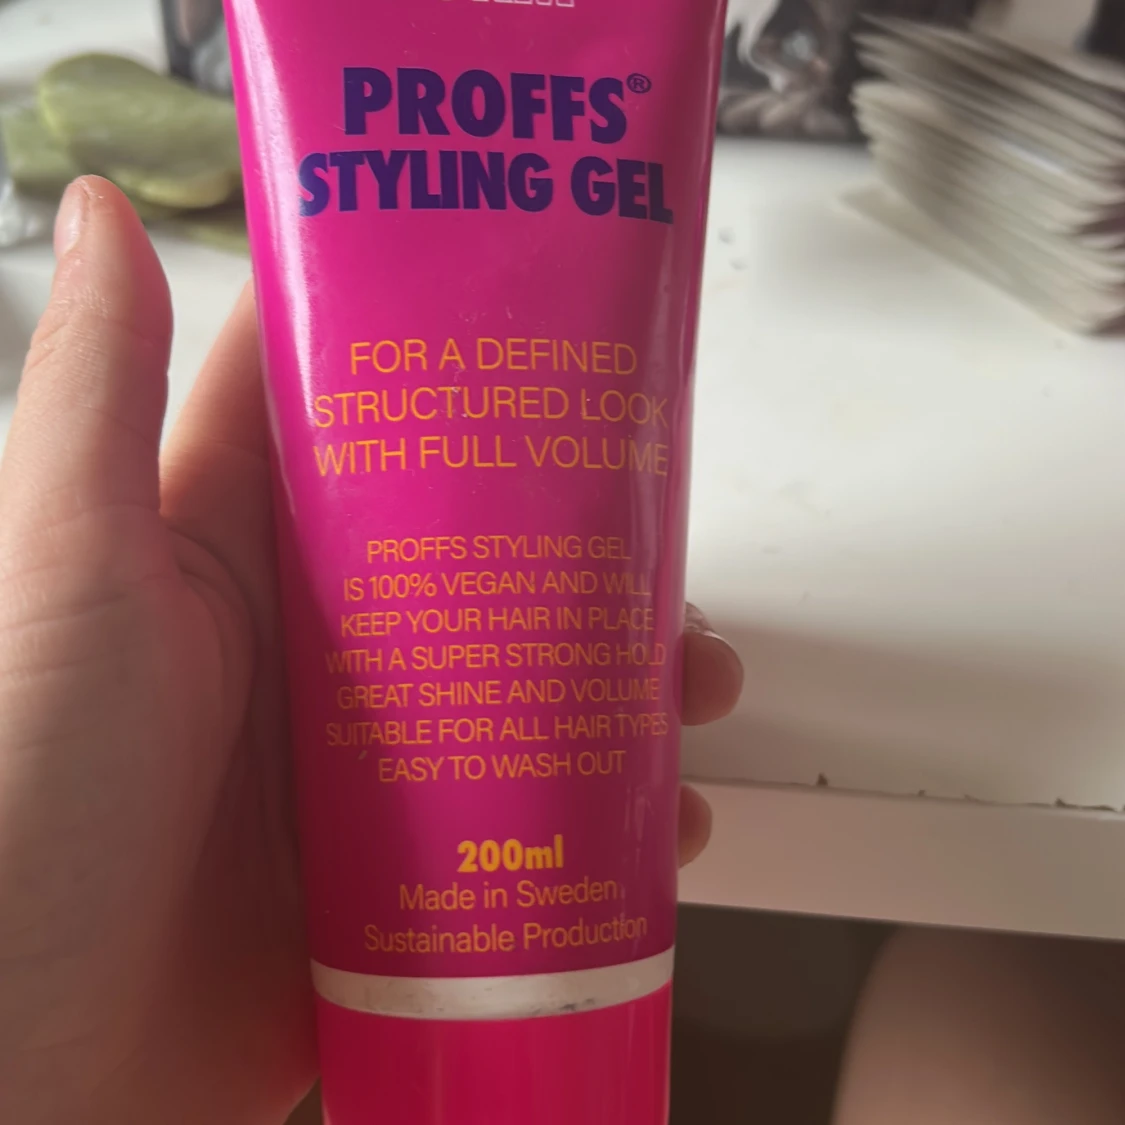 PROFFS®
STYLING GEL
FOR A DEFINED
STRUCTURED LOOK
WITH FULL VOLUME
PROFFS STYLING GEL
IS 100% VEGAN AND WILL
KEEP YOUR HAIR IN PLACE
WITH A SUPER STRONG HOLD
GREAT SHINE AND VOLUME
SUITABLE FOR ALL HAIR TYPES
EASY TO WASH OUT
200ml
Made in Sweden
Sustainable Production